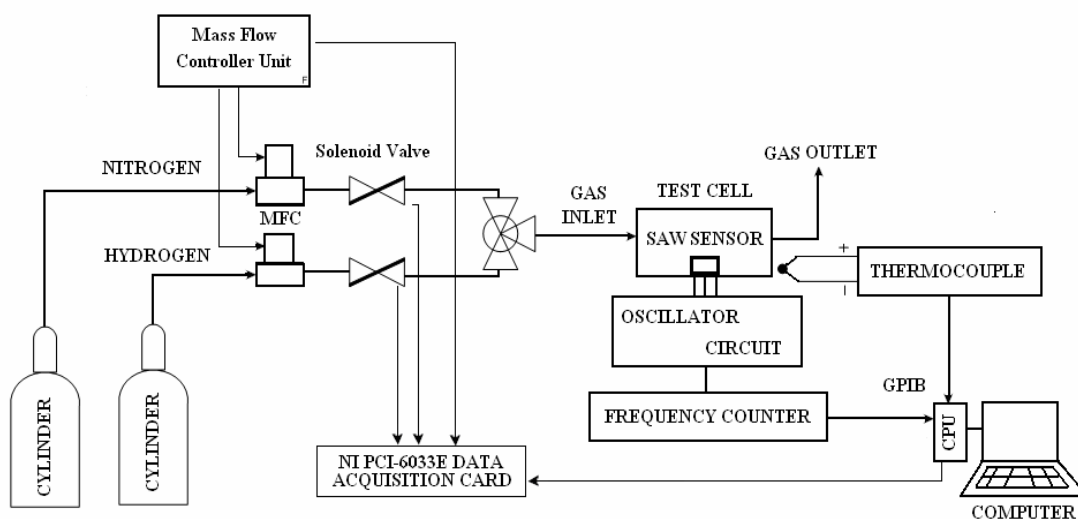 Mass Flow
Controller Unit
F
NITROGEN
Solenoid Valve
GAS OUTLET
MFC
GAS
INLET
TEST CELL
SAW SENSOR
HYDROGEN
+
THERMOCOUPLE
OSCILLATOR
CIRCUIT
GPIB
FREQUENCY COUNTER
CPU
CYLINDER
CYLINDER
NI PCI-6033E DATA
ACQUISITION CARD
COMPUTER